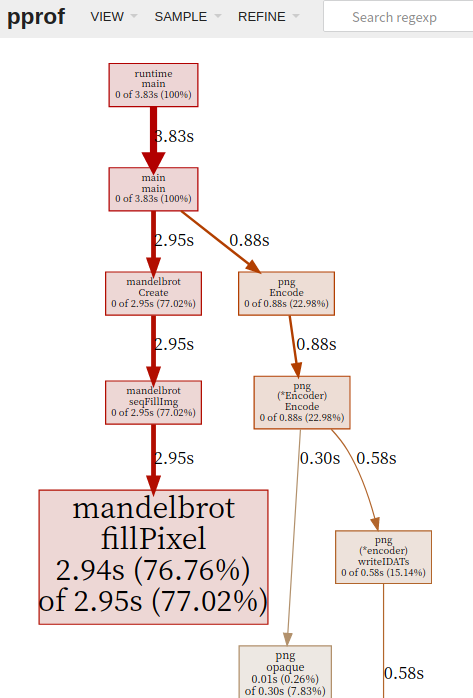 pprof VIEW SAMPLE REFINE Search regexp
runtime
main
0 of 3.83s (100%)
3.83s
main
main
0 of 3.83s (100%)
2.95s
0.88s
mandelbrot
Create
0 of 2.95s (77.02%)
png
Encode
0 of 0.88s (22.98%)
2.95s
0.88s
mandelbrot
seqFillImg
0 of 2.95s (77.02%)
png
(*Encoder)
Encode
0 of 0.88s (22.98%)
2.95s
0.30s
0.58s
mandelbrot
fillPixel
2.94s (76.76%)
of 2.95s (77.02%)
png
(*encoder)
writeIDATs
0 of 0.58s (15.14%)
png
opaque
0.01s (0.26%)
of 0.30s (7.83%)
0.58s